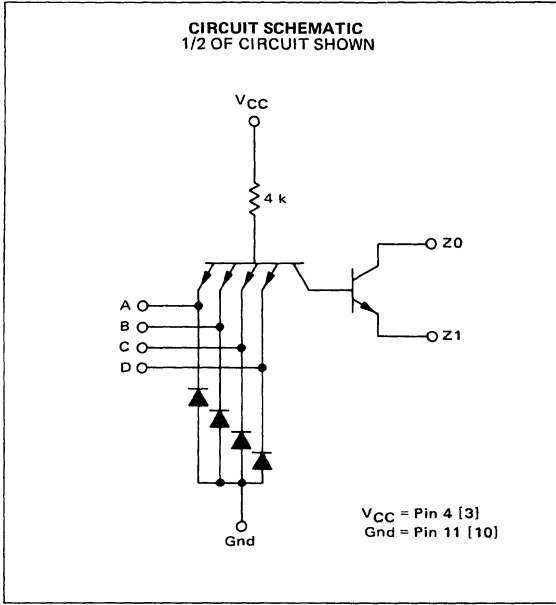 CIRCUIT SCHEMATIC
1/2 OF CIRCUIT SHOWN
VCC
4 k
Z0
A
B
Z1
C
D
VCC = Pin 4 [3]
Gnd = Pin 11 [10]
Gnd